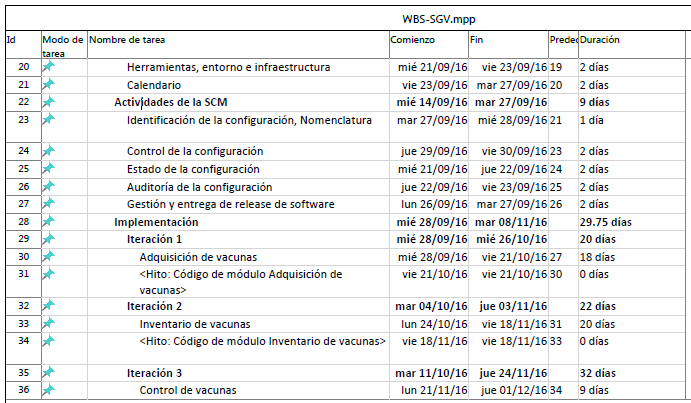 WBS-SGV.mpp
Id Modo de tarea Nombre de tarea Comienzo Fin Predec Duración
20 Herramientas, entorno e infraestructura mié 21/09/16 vie 23/09/16 19 2 días
21 Calendario vie 23/09/16 mar 27/09/16 20 2 días
22 Actividades de la SCM mié 14/09/16 mar 27/09/16 9 días
23 Identificación de la configuración, Nomenclatura mar 27/09/16 mié 28/09/16 21 1 día
24 Control de la configuración jue 29/09/16 vie 30/09/16 23 2 días
25 Estado de la configuración mié 21/09/16 jue 22/09/16 24 2 días
26 Auditoría de la configuración jue 22/09/16 vie 23/09/16 25 2 días
27 Gestión y entrega de release de software lun 26/09/16 mar 27/09/16 26 2 días
28 Implementación mié 28/09/16 mar 08/11/16 29.75 días
29 Iteración 1 mié 28/09/16 mié 26/10/16 20 días
30 Adquisición de vacunas mié 28/09/16 vie 21/10/16 27 18 días
31 <Hito: Código de módulo Adquisición de vie 21/10/16 vie 21/10/16 30 0 días
vacunas>
32 Iteración 2 mar 04/10/16 jue 03/11/16 22 días
33 Inventario de vacunas lun 24/10/16 vie 18/11/16 31 20 días
34 <Hito: Código de módulo Inventario de vacunas> vie 18/11/16 vie 18/11/16 33 0 días
35 Iteración 3 mar 11/10/16 jue 24/11/16 32 días
36 Control de vacunas lun 21/11/16 jue 01/12/16 34 9 días